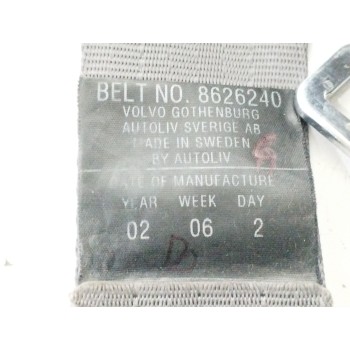 BELT NO. 8626240
VOLVO GOTHENBURG
AUTOLIV SVERIGE AB
MADE IN SWEDEN
BY AUTOLIV
DATE OF MANUFACTURE
YEAR WEEK DAY
02 06 2